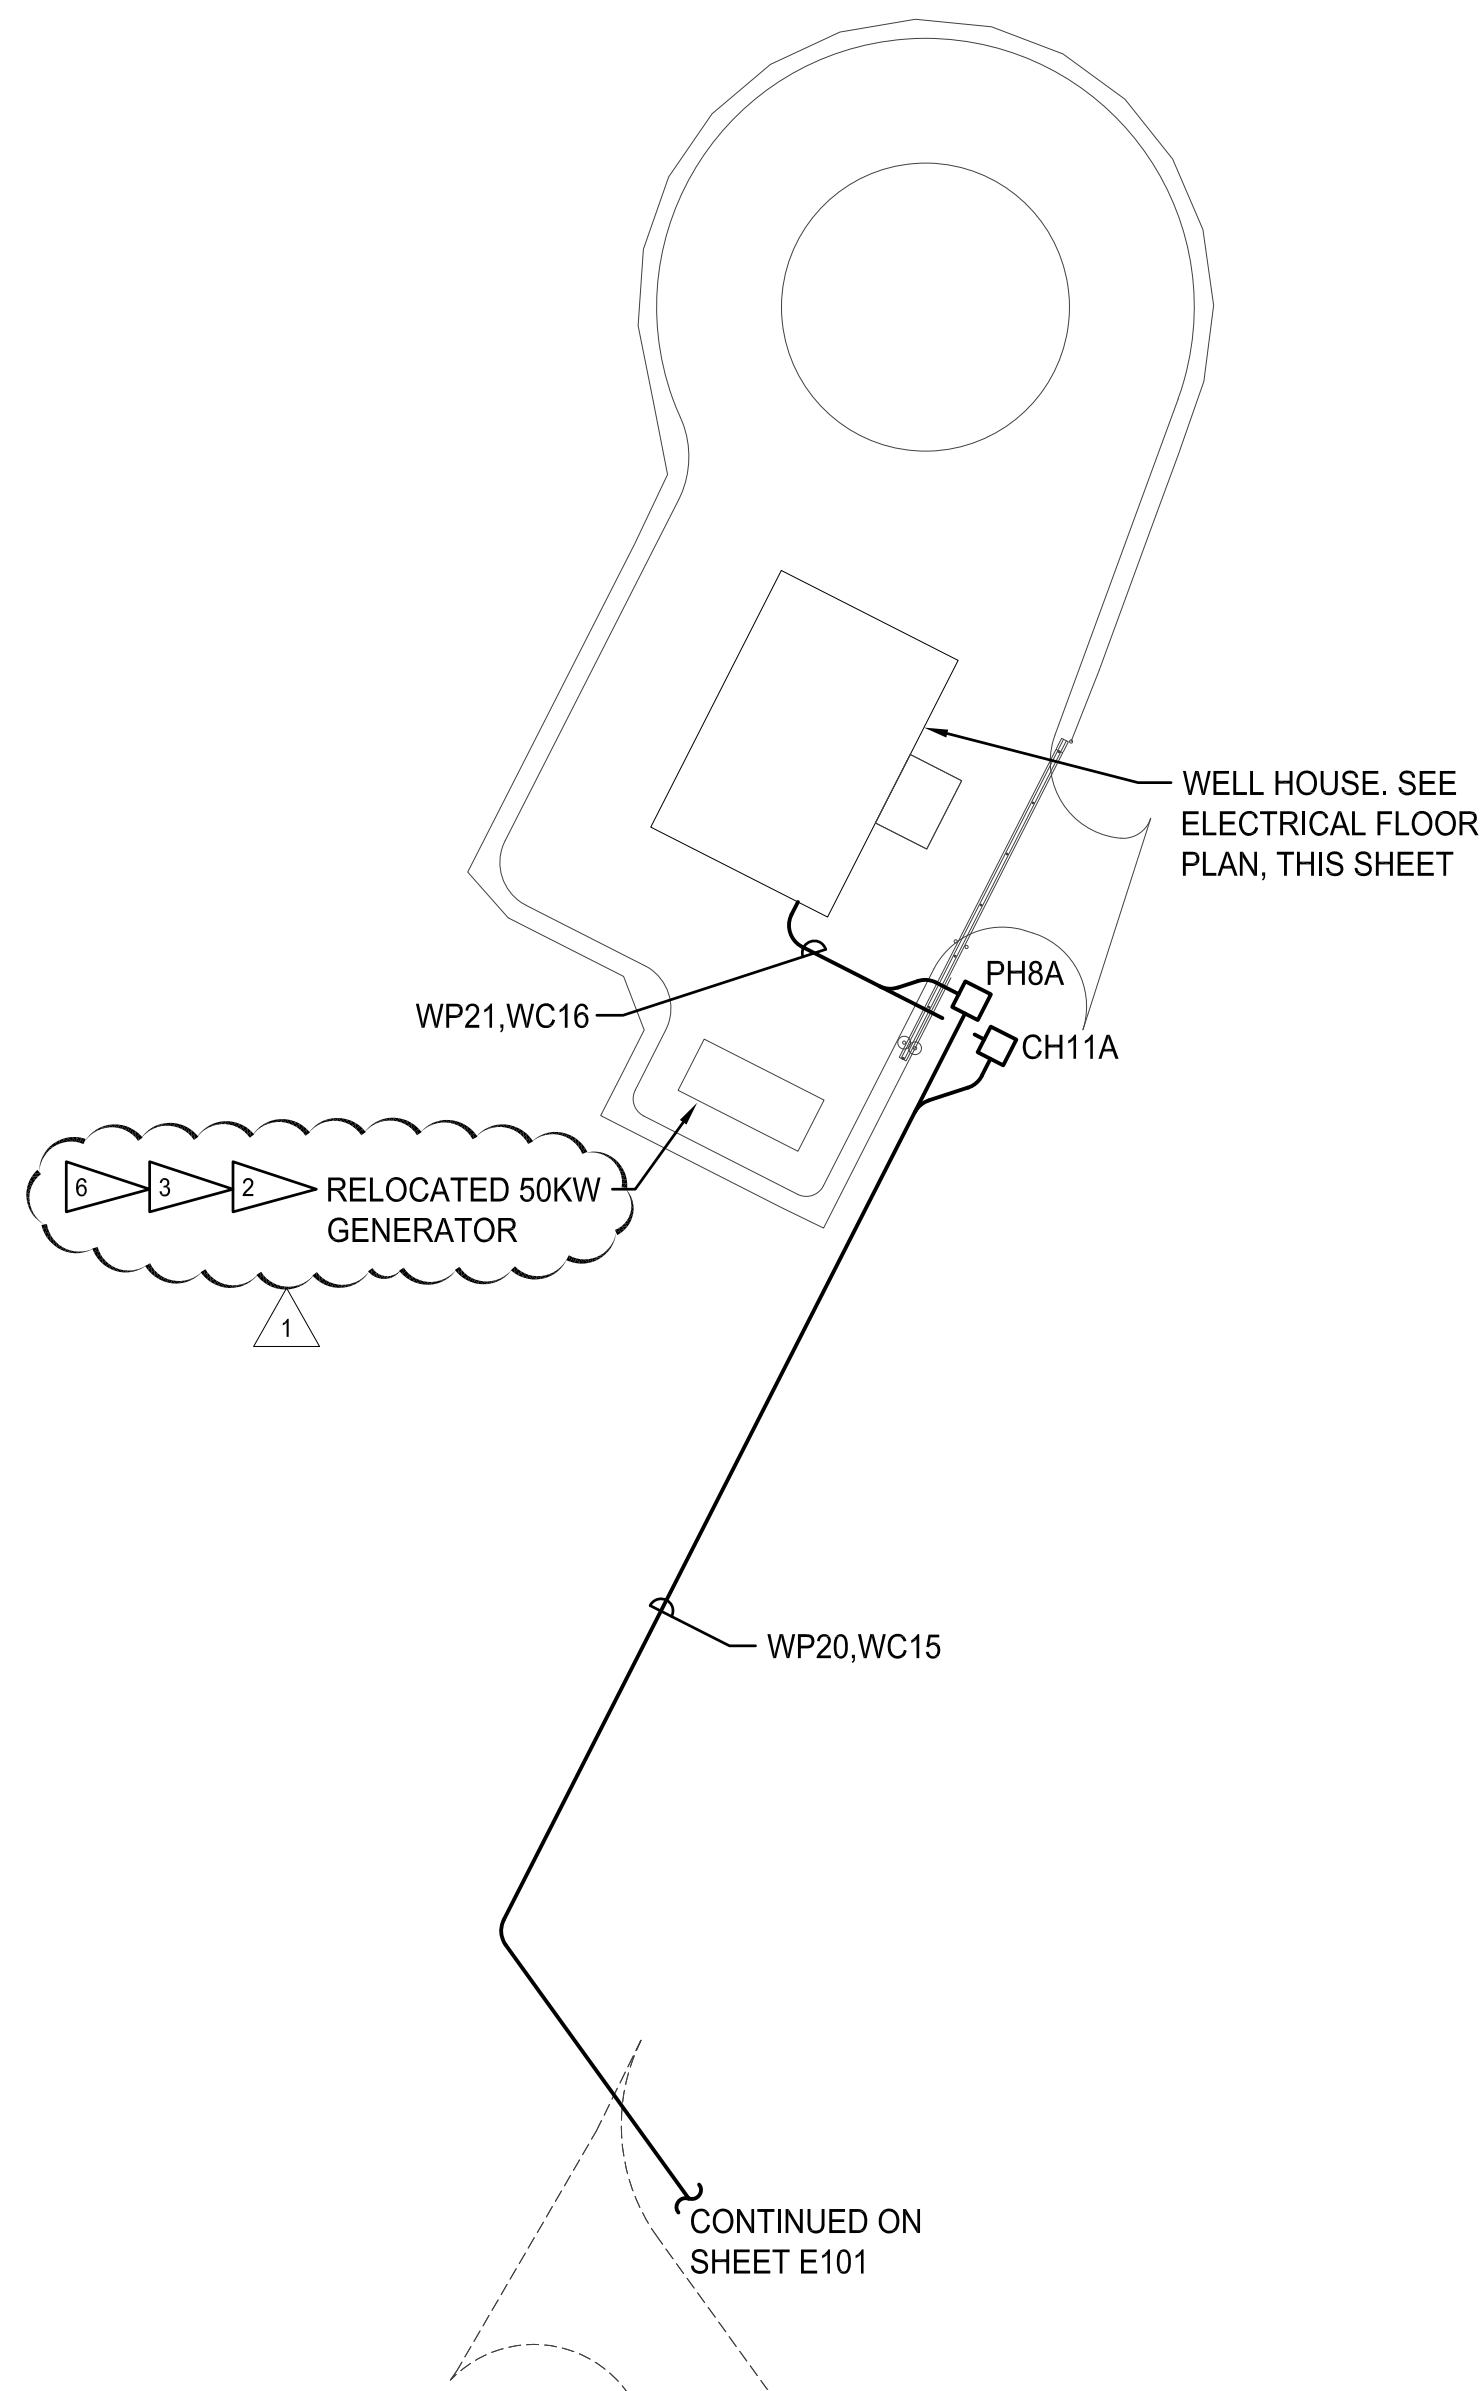 WELL HOUSE. SEE
ELECTRICAL FLOOR
PLAN, THIS SHEET
PH8A
WP21,WC16
CH11A
6 3 2 RELOCATED 50KW
GENERATOR
1
WP20,WC15
CONTINUED ON
SHEET E101